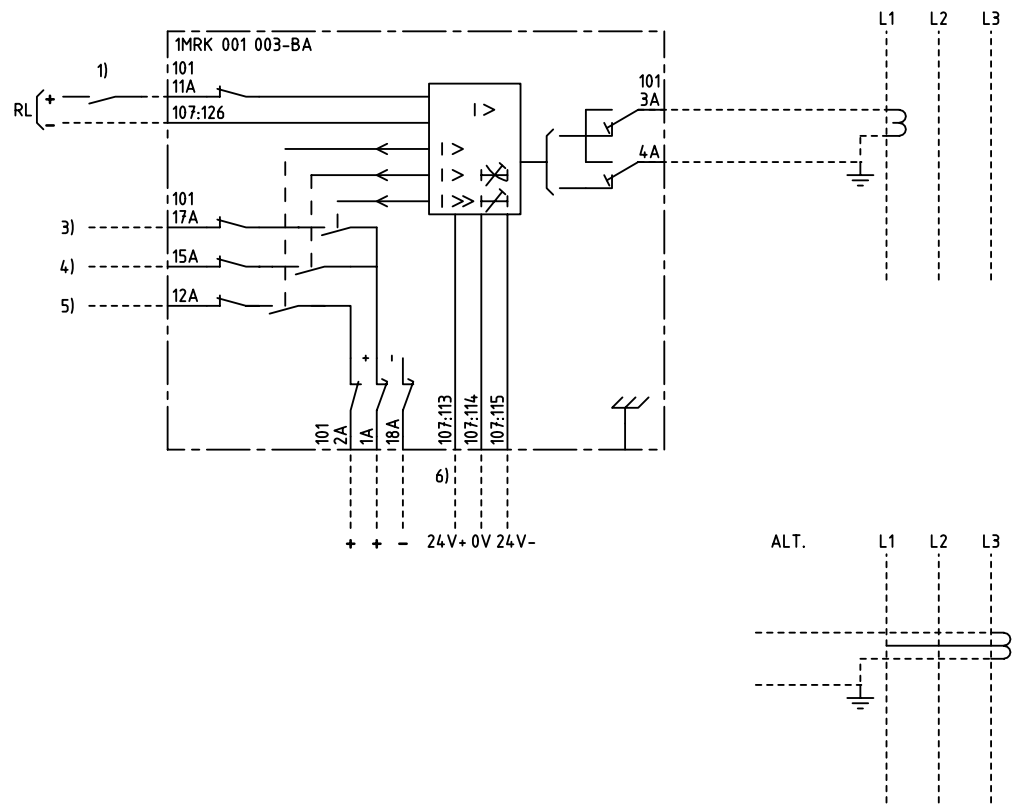 L1 L2 L3
1MRK 001 003-BA
1)
101
11A
RL
+
107:126
−
I >
101
3A
4A
I >
I >
I >>
101
17A
3)
15A
4)
12A
5)
+ -
101
2A
1A
18A
107:113
107:114
107:115
6)
+ + − 24V+ 0V 24V-
ALT. L1 L2 L3